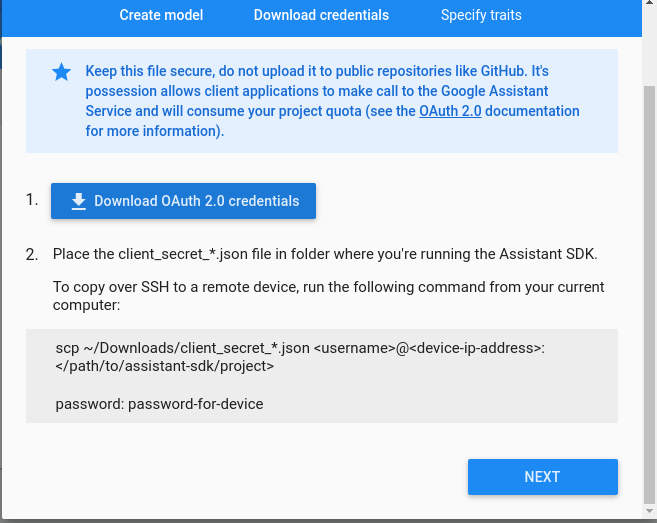 Create model Download credentials Specify traits
Keep this file secure, do not upload it to public repositories like GitHub. It's
possession allows client applications to make call to the Google Assistant
Service and will consume your project quota (see the OAuth 2.0 documentation
for more information).
1. Download OAuth 2.0 credentials
2. Place the client_secret_*.json file in folder where you're running the Assistant SDK.
To copy over SSH to a remote device, run the following command from your current
computer:
scp ~/Downloads/client_secret_*.json <username>@<device-ip-address>:
</path/to/assistant-sdk/project>
password: password-for-device
NEXT